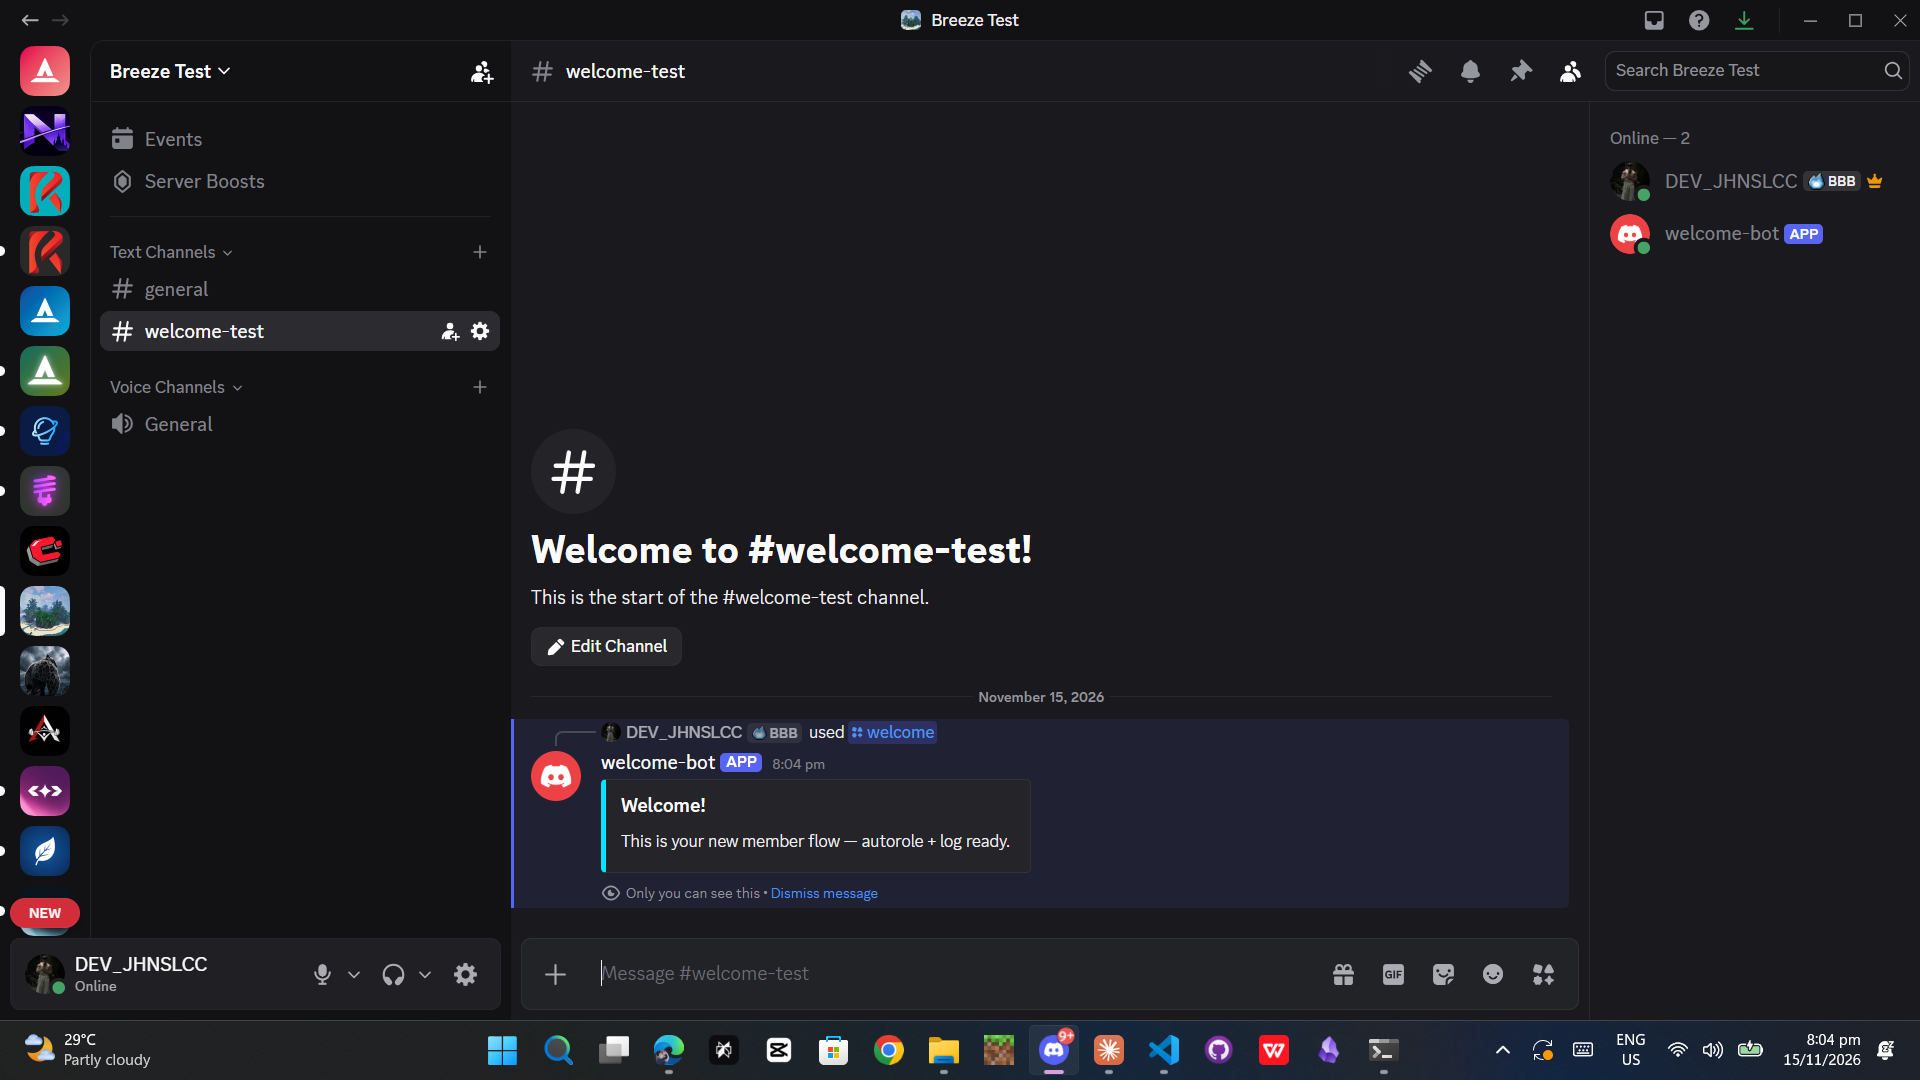 Breeze Test
Breeze Test
Events
Server Boosts
Text Channels
general
welcome-test
Voice Channels
General
NEW
DEV_JHNSLCC
Online
welcome-test
Search Breeze Test
Welcome to #welcome-test!
This is the start of the #welcome-test channel.
Edit Channel
November 15, 2026
DEV_JHNSLCC BBB used welcome
welcome-bot APP 8:04 pm
Welcome!
This is your new member flow — autorole + log ready.
Only you can see this • Dismiss message
Message #welcome-test
GIF
Online — 2
DEV_JHNSLCC BBB
welcome-bot APP
29°C
Partly cloudy
9+
ENG
US
8:04 pm
15/11/2026